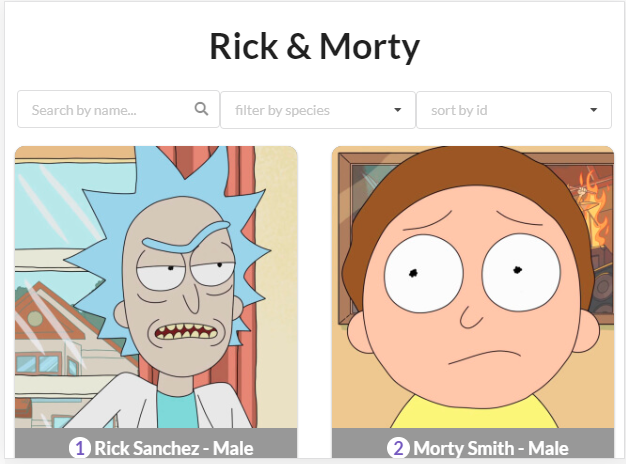 Rick & Morty
Search by name... filter by species sort by id
1 Rick Sanchez - Male
2 Morty Smith - Male